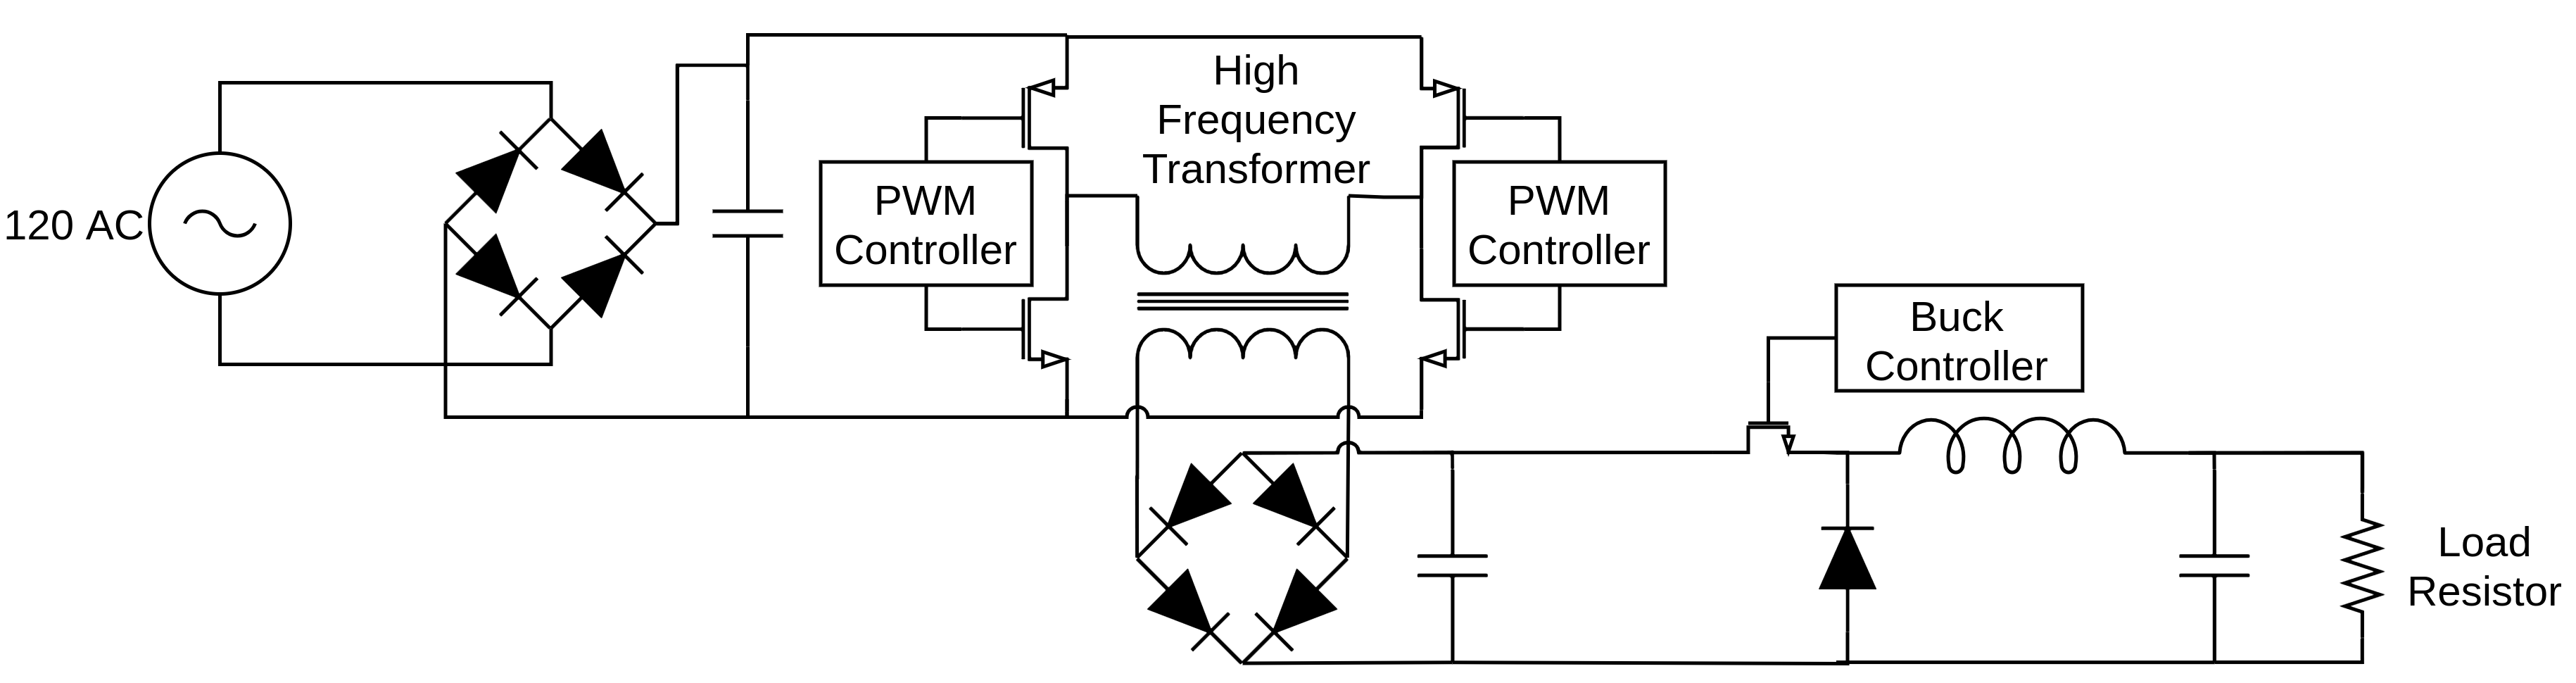 120 AC
High
Frequency
Transformer
PWM
Controller
PWM
Controller
Buck
Controller
Load
Resistor